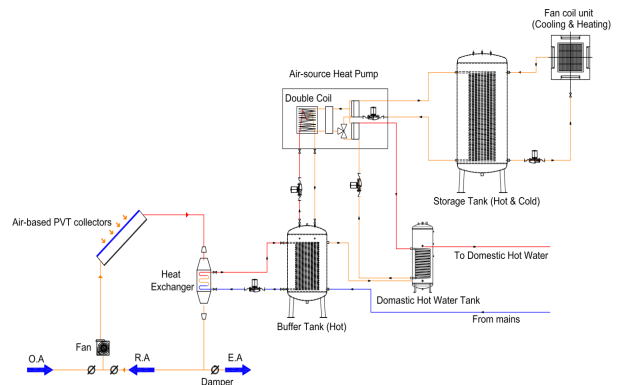 Fan coil unit
(Cooling & Heating)
Air-source Heat Pump
Double Coil
Storage Tank (Hot & Cold)
Air-based PVT collectors
Heat
Exchanger
To Domestic Hot Water
Domastic Hot Water Tank
Buffer Tank (Hot)
From mains
Fan
O.A
R.A
E.A
Damper